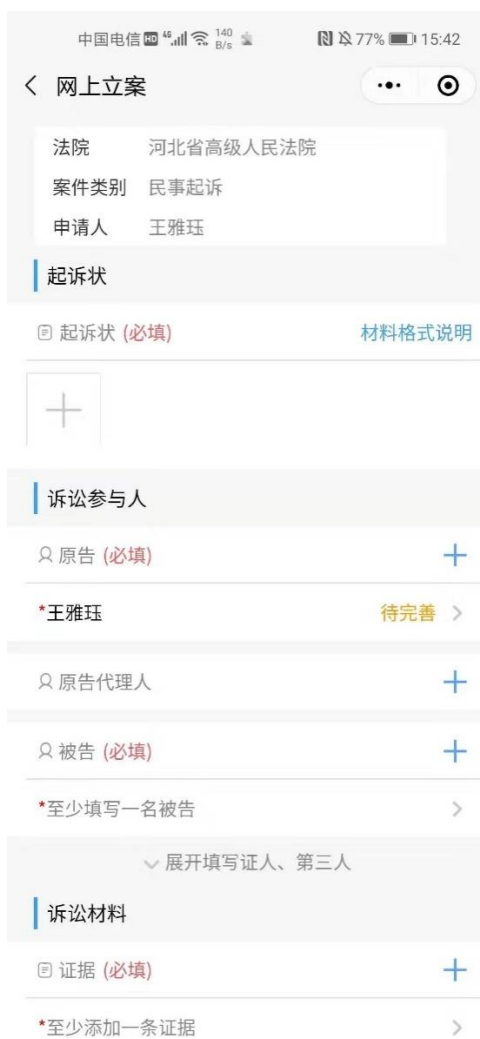 中国电信 HD 46 140 B/s 77% 15:42
网上立案
法院 河北省高级人民法院
案件类别 民事起诉
申请人 王雅珏
起诉状
起诉状 (必填) 材料格式说明
诉讼参与人
原告 (必填)
*王雅珏 待完善
原告代理人
被告 (必填)
*至少填写一名被告
展开填写证人、第三人
诉讼材料
证据 (必填)
*至少添加一条证据